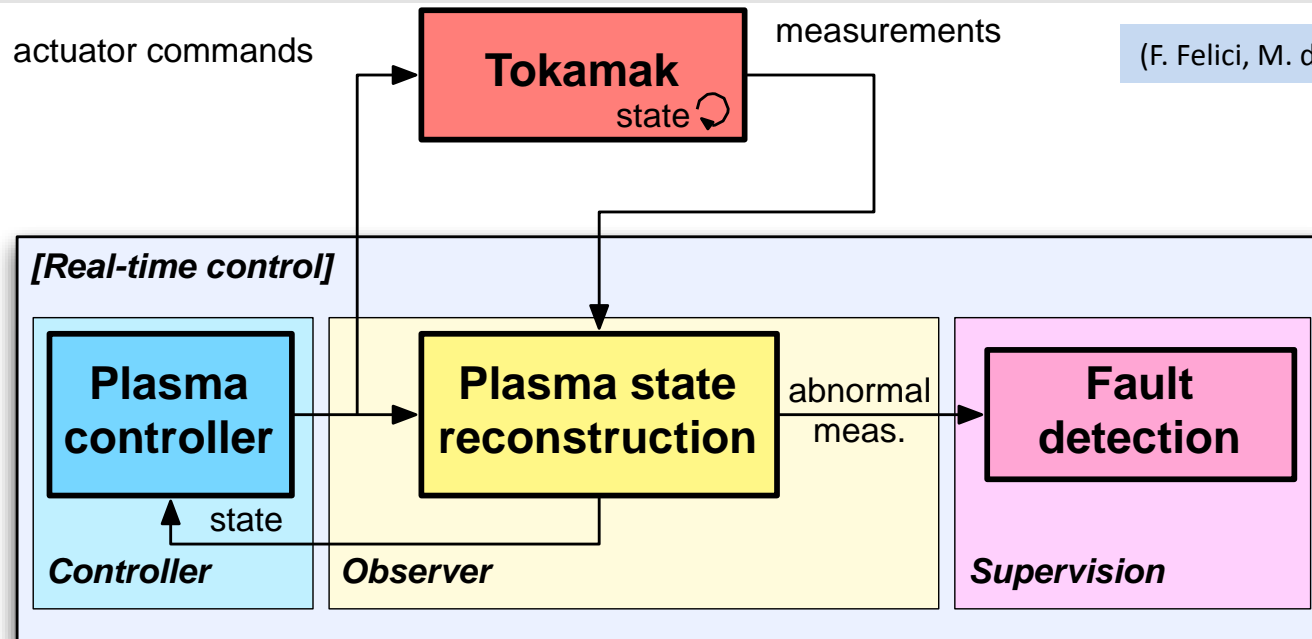 actuator commands
measurements
(F. Felici, M. d
Tokamak
state
[Real-time control]
Plasma
controller
Plasma state
reconstruction
abnormal
meas.
Fault
detection
state
Controller
Observer
Supervision